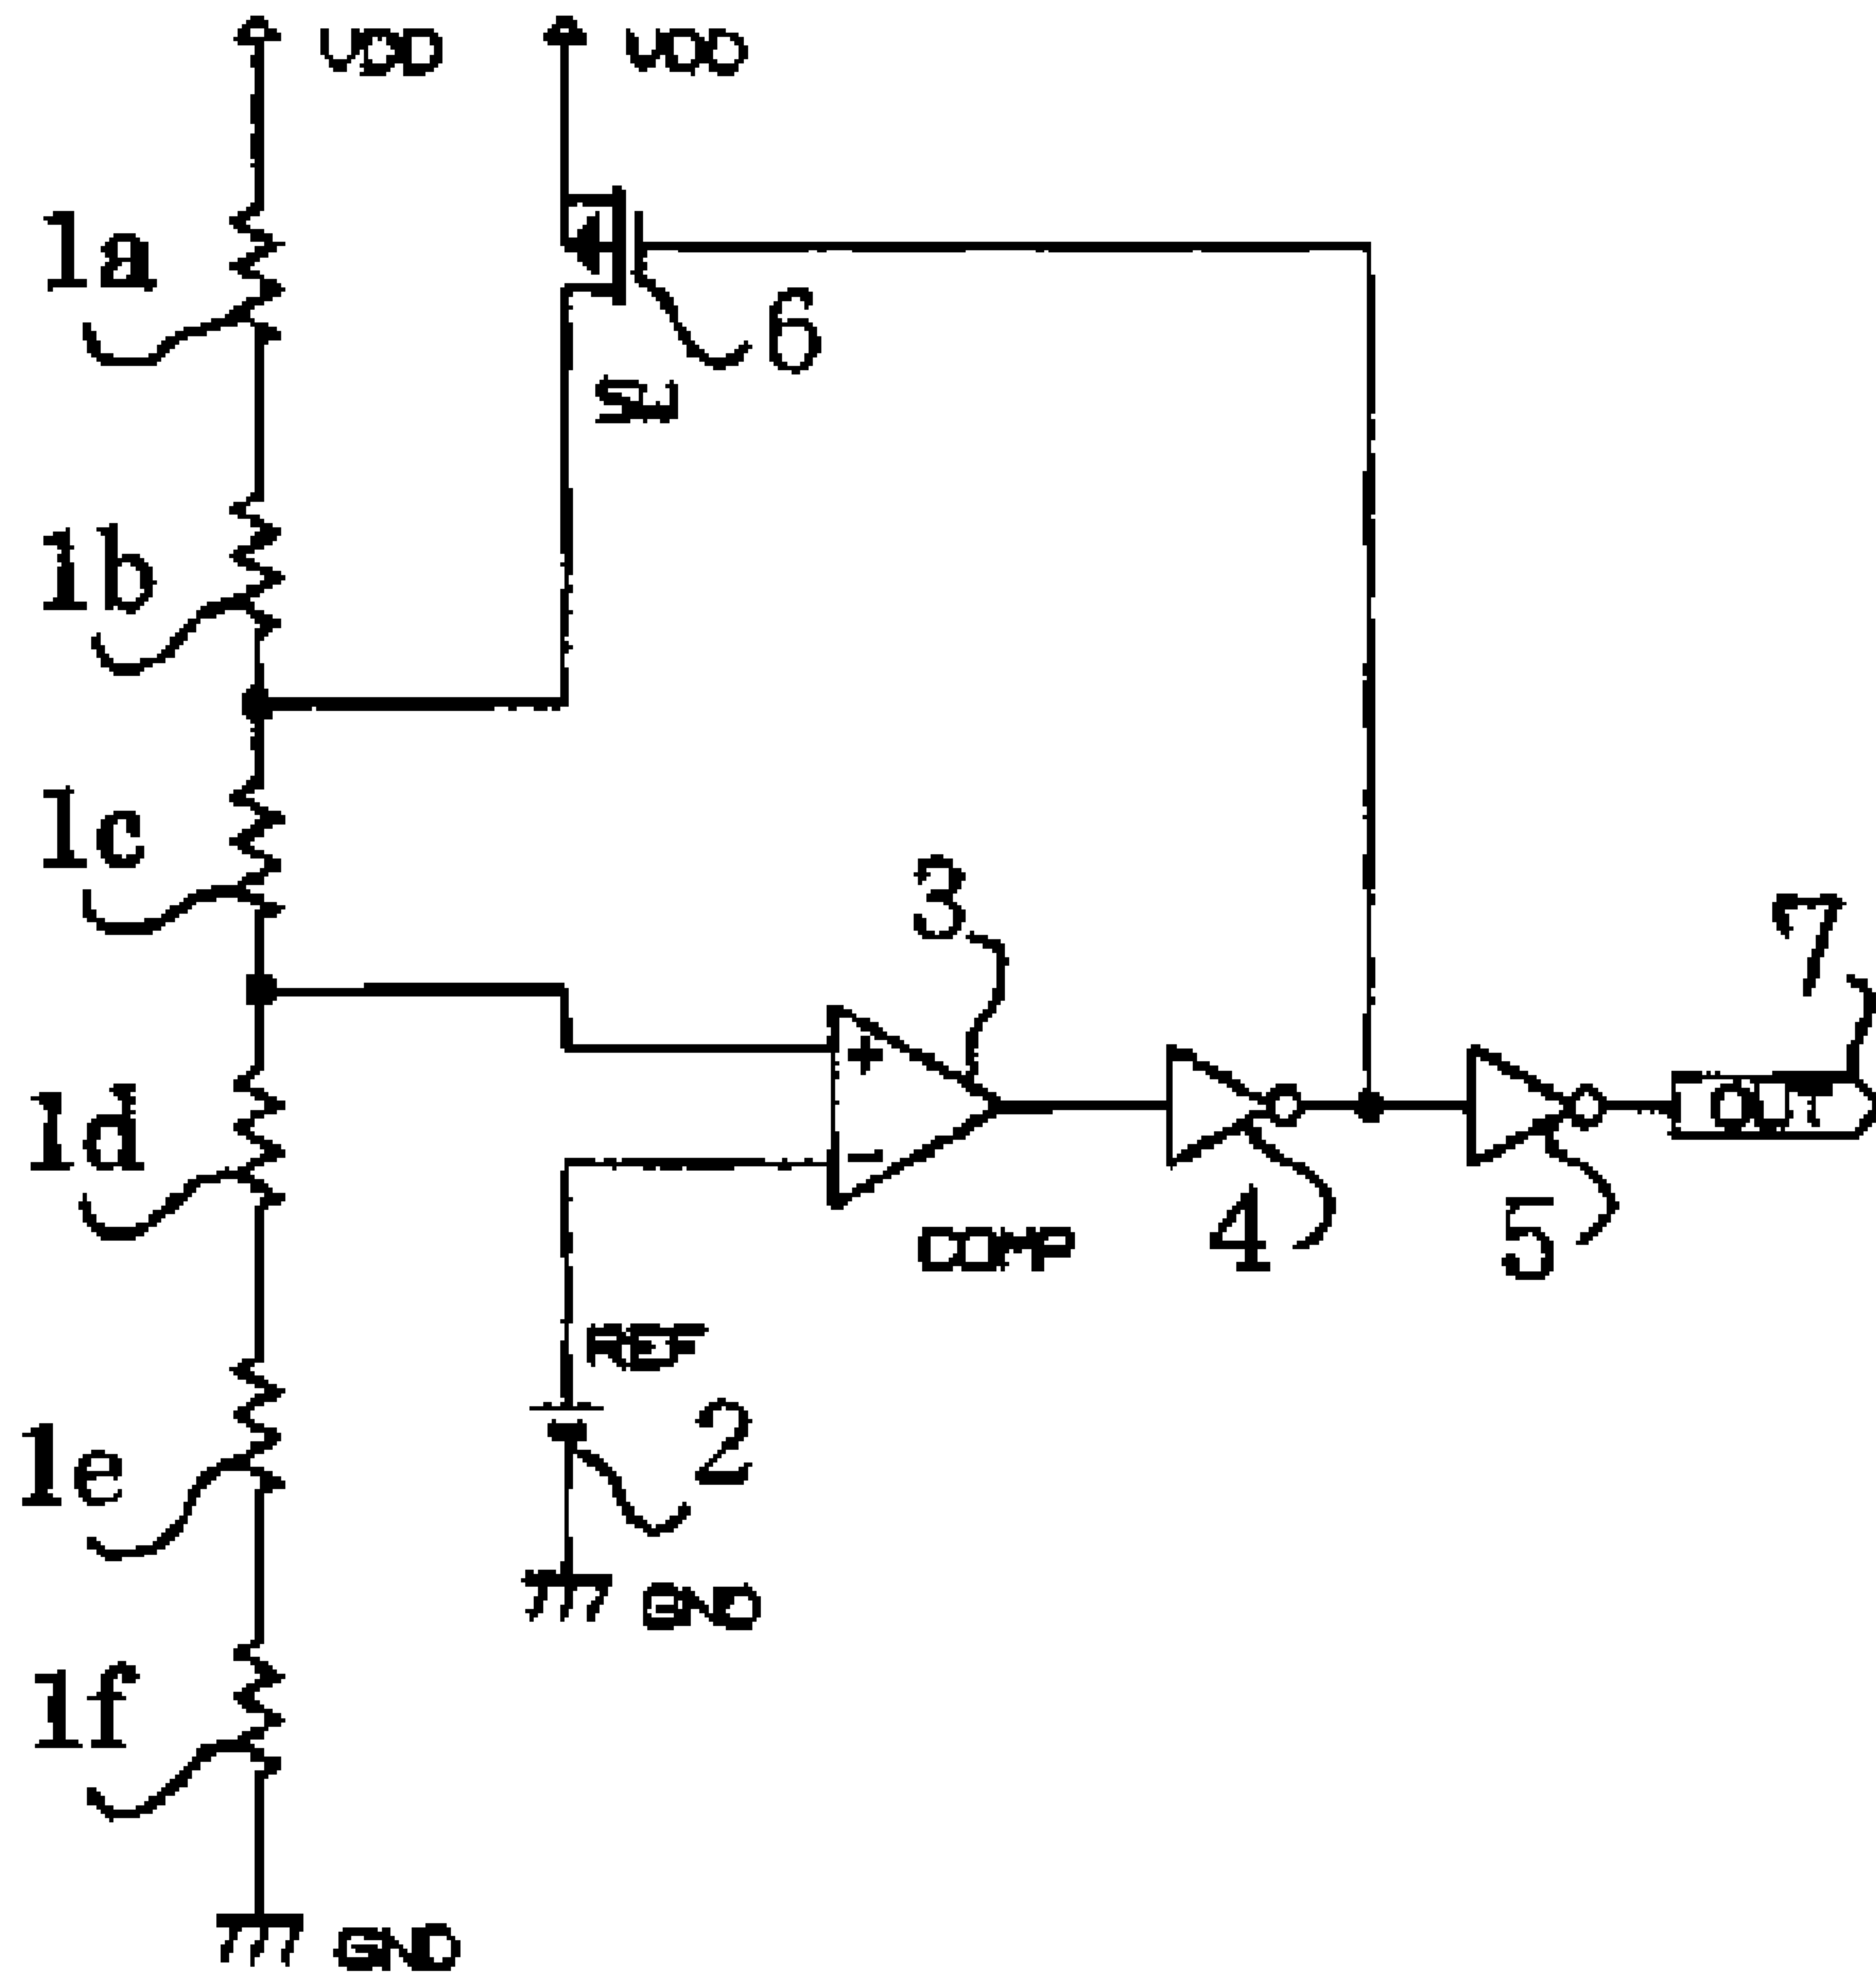 VDD
VDD
1a
6
SW
1b
1c
3
7
+
1d
OUT
-
4
5
COMP
REF
2
1e
GND
1f
GND